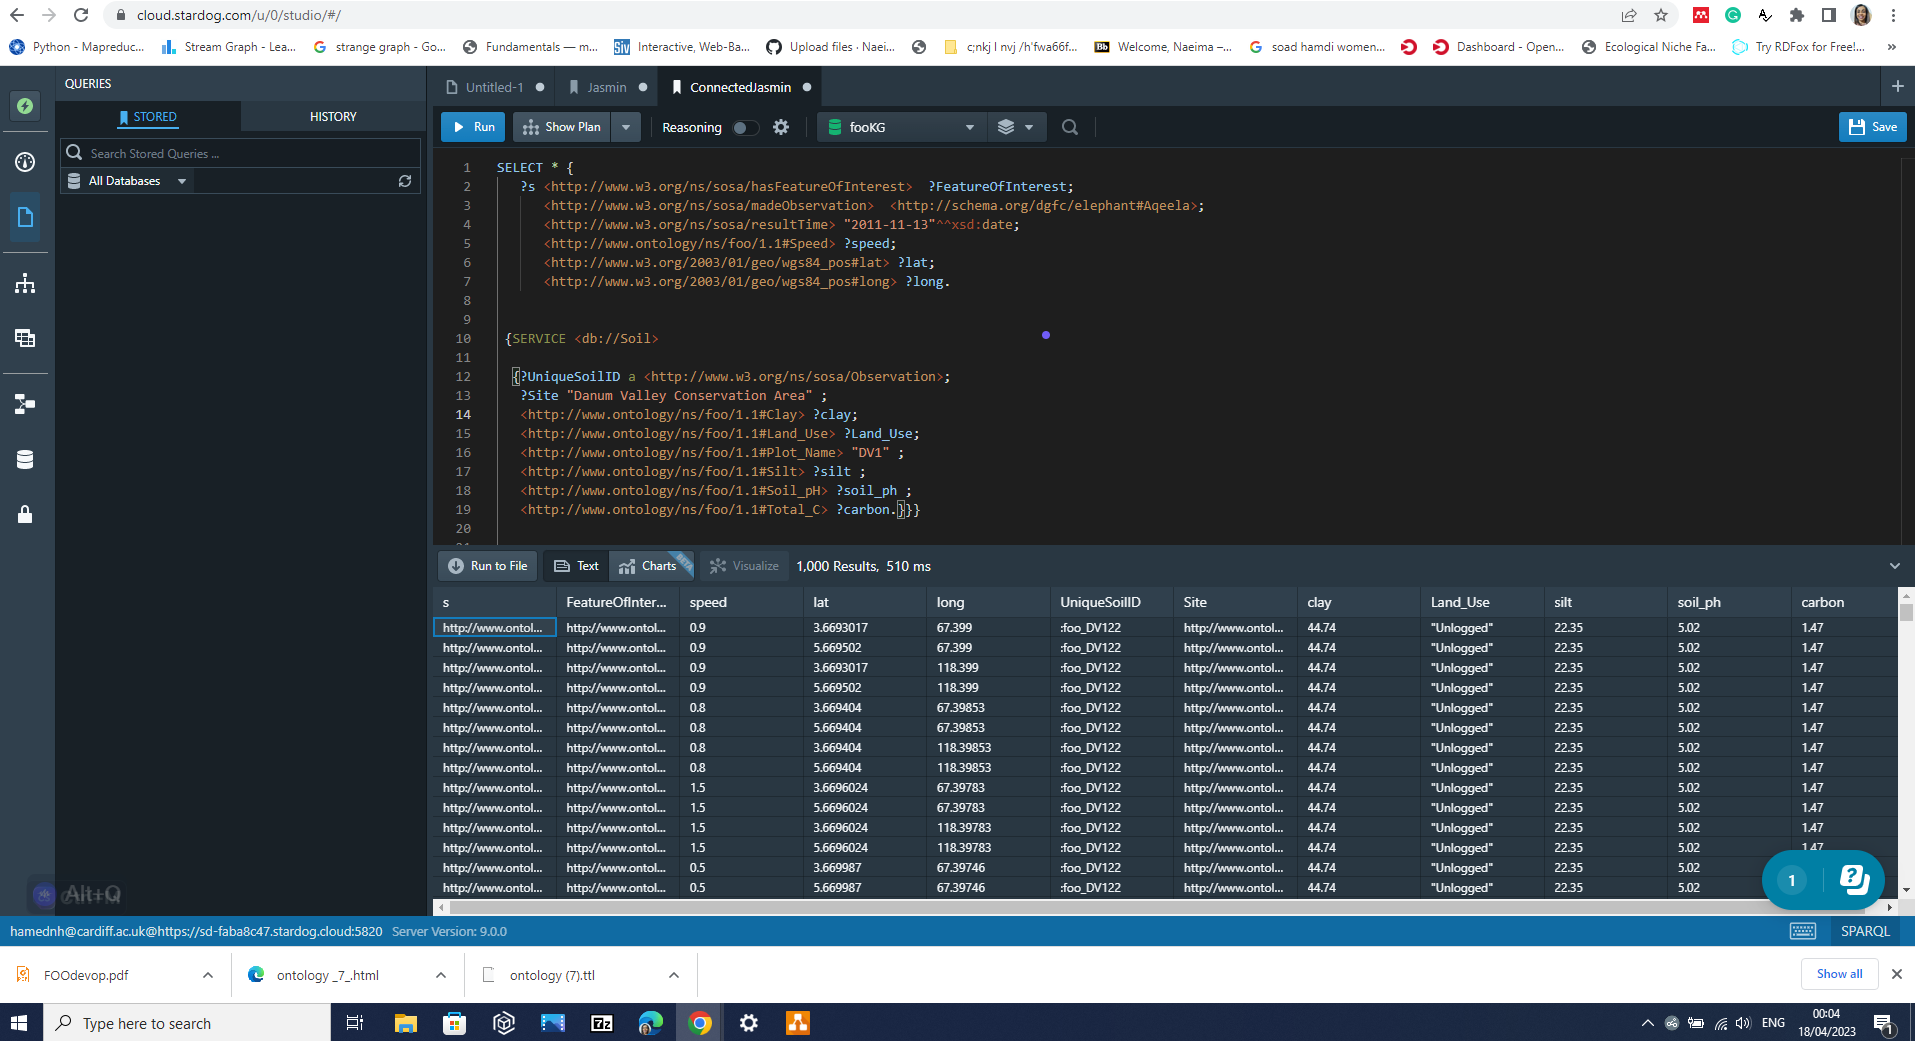 cloud.stardog.com/u/0/studio/#/
Python - Mapreduc... Stream Graph - Lea... strange graph - Go... Fundamentals — m... Siv Interactive, Web-Ba... Upload files · Naei... c;nkj l nvj /h'fwa66f... Bb Welcome, Naeima –... soad hamdi women... Dashboard - Open... Ecological Niche Fa... Try RDFox for Free!... »
QUERIES
Untitled-1 Jasmin ConnectedJasmin
STORED HISTORY
Run Show Plan Reasoning fooKG Save
Search Stored Queries ...
All Databases
1 SELECT * {
2 ?s <http://www.w3.org/ns/sosa/hasFeatureOfInterest> ?FeatureOfInterest;
3 <http://www.w3.org/ns/sosa/madeObservation> <http://schema.org/dgfc/elephant#Aqeela>;
4 <http://www.w3.org/ns/sosa/resultTime> "2011-11-13"^^xsd:date;
5 <http://www.ontology/ns/foo/1.1#Speed> ?speed;
6 <http://www.w3.org/2003/01/geo/wgs84_pos#lat> ?lat;
7 <http://www.w3.org/2003/01/geo/wgs84_pos#long> ?long.
8
9
10 {SERVICE <db://Soil>
11
12 {?UniqueSoilID a <http://www.w3.org/ns/sosa/Observation>;
13 ?Site "Danum Valley Conservation Area" ;
14 <http://www.ontology/ns/foo/1.1#Clay> ?clay;
15 <http://www.ontology/ns/foo/1.1#Land_Use> ?Land_Use;
16 <http://www.ontology/ns/foo/1.1#Plot_Name> "DV1" ;
17 <http://www.ontology/ns/foo/1.1#Silt> ?silt ;
18 <http://www.ontology/ns/foo/1.1#Soil_pH> ?soil_ph ;
19 <http://www.ontology/ns/foo/1.1#Total_C> ?carbon.}}}
20
Run to File Text Charts BETA Visualize 1,000 Results, 510 ms
s FeatureOfInter... speed lat long UniqueSoilID Site clay Land_Use silt soil_ph carbon
http://www.ontol... http://www.ontol... 0.9 3.6693017 67.399 :foo_DV122 http://www.ontol... 44.74 "Unlogged" 22.35 5.02 1.47
http://www.ontol... http://www.ontol... 0.9 5.669502 67.399 :foo_DV122 http://www.ontol... 44.74 "Unlogged" 22.35 5.02 1.47
http://www.ontol... http://www.ontol... 0.9 3.6693017 118.399 :foo_DV122 http://www.ontol... 44.74 "Unlogged" 22.35 5.02 1.47
http://www.ontol... http://www.ontol... 0.9 5.669502 118.399 :foo_DV122 http://www.ontol... 44.74 "Unlogged" 22.35 5.02 1.47
http://www.ontol... http://www.ontol... 0.8 3.669404 67.39853 :foo_DV122 http://www.ontol... 44.74 "Unlogged" 22.35 5.02 1.47
http://www.ontol... http://www.ontol... 0.8 5.669404 67.39853 :foo_DV122 http://www.ontol... 44.74 "Unlogged" 22.35 5.02 1.47
http://www.ontol... http://www.ontol... 0.8 3.669404 118.39853 :foo_DV122 http://www.ontol... 44.74 "Unlogged" 22.35 5.02 1.47
http://www.ontol... http://www.ontol... 0.8 5.669404 118.39853 :foo_DV122 http://www.ontol... 44.74 "Unlogged" 22.35 5.02 1.47
http://www.ontol... http://www.ontol... 1.5 3.6696024 67.39783 :foo_DV122 http://www.ontol... 44.74 "Unlogged" 22.35 5.02 1.47
http://www.ontol... http://www.ontol... 1.5 5.6696024 67.39783 :foo_DV122 http://www.ontol... 44.74 "Unlogged" 22.35 5.02 1.47
http://www.ontol... http://www.ontol... 1.5 3.6696024 118.39783 :foo_DV122 http://www.ontol... 44.74 "Unlogged" 22.35 5.02 1.47
http://www.ontol... http://www.ontol... 1.5 5.6696024 118.39783 :foo_DV122 http://www.ontol... 44.74 "Unlogged" 22.35 5.02 1.47
http://www.ontol... http://www.ontol... 0.5 3.669987 67.39746 :foo_DV122 http://www.ontol... 44.74 "Unlogged" 22.35 5.02
http://www.ontol... http://www.ontol... 0.5 5.669987 67.39746 :foo_DV122 http://www.ontol... 44.74 "Unlogged" 22.35 5.02
1
Alt+Q
hamednh@cardiff.ac.uk@https://sd-faba8c47.stardog.cloud:5820 Server Version: 9.0.0 SPARQL
FOOdevop.pdf ontology _7_.html ontology (7).ttl Show all
Type here to search 7z ENG 00:04
18/04/2023 1